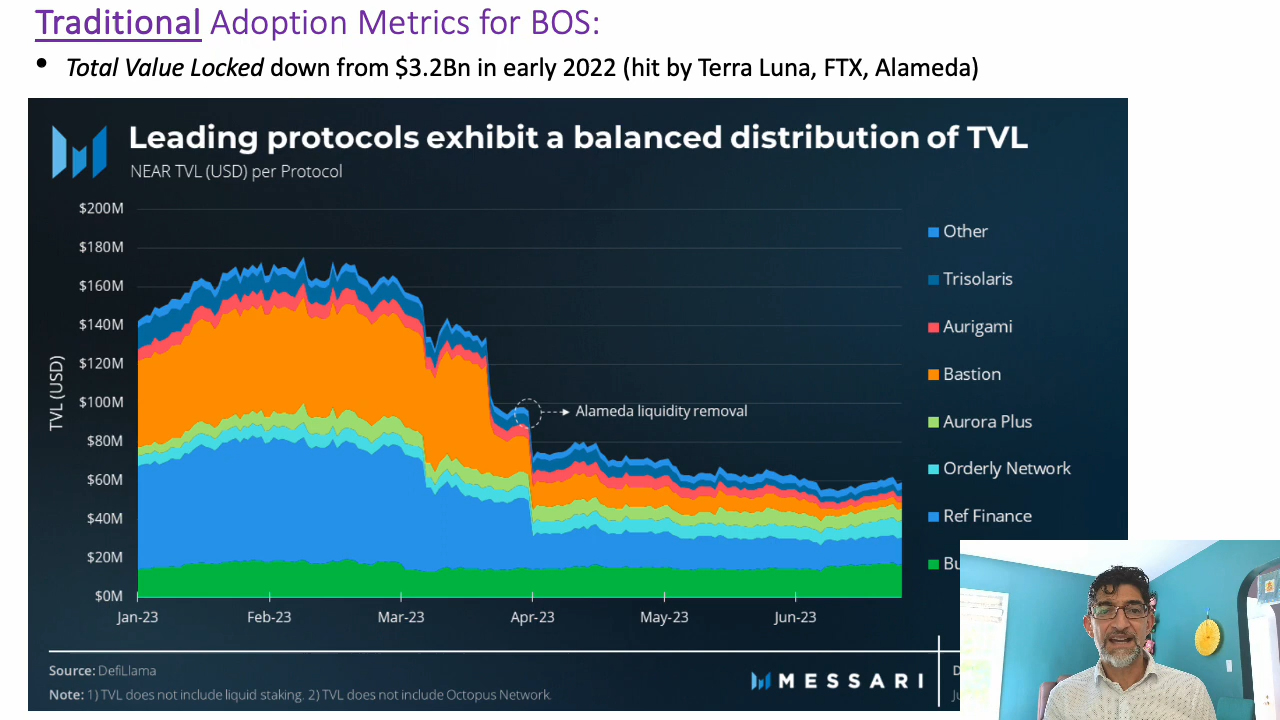 Traditional Adoption Metrics for BOS:
• Total Value Locked down from $3.2Bn in early 2022 (hit by Terra Luna, FTX, Alameda)
Leading protocols exhibit a balanced distribution of TVL
NEAR TVL (USD) per Protocol
TVL (USD)
$200M
$180M
$160M
$140M
$120M
$100M
$80M
$60M
$40M
$20M
$0M
Alameda liquidity removal
Jan-23
Feb-23
Mar-23
Apr-23
May-23
Jun-23
Other
Trisolaris
Aurigami
Bastion
Aurora Plus
Orderly Network
Ref Finance
Source: DefiLlama
Note: 1) TVL does not include liquid staking. 2) TVL does not include Octopus Network.
MESSARI